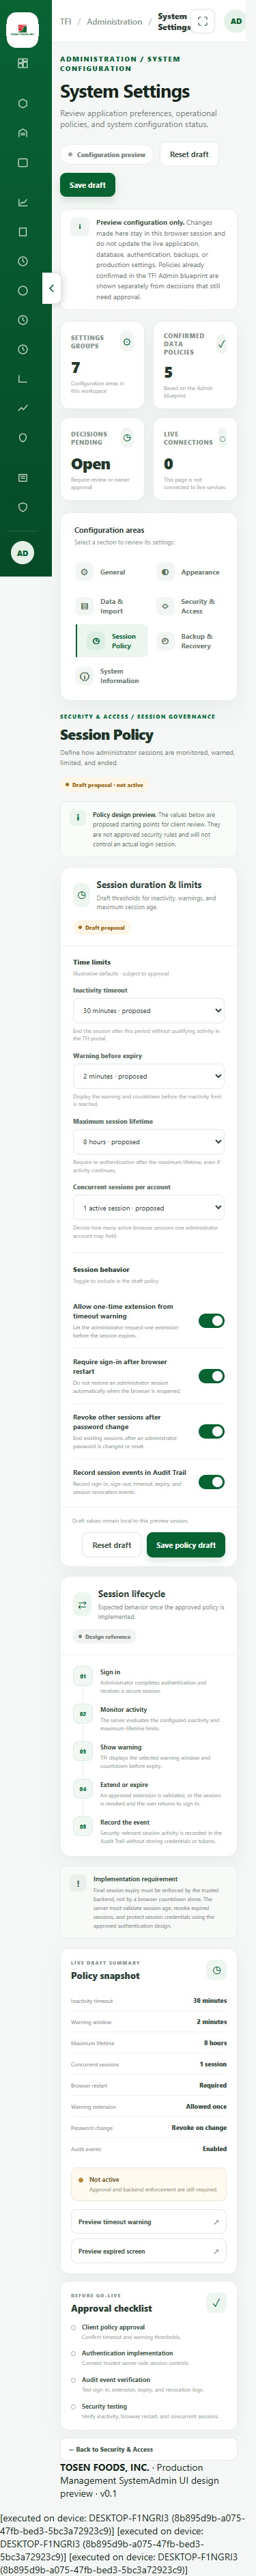 TFI / Administration / System Settings
AD
ADMINISTRATION / SYSTEM
CONFIGURATION
System Settings
Review application preferences, operational
policies, and system configuration status.
Configuration preview
Reset draft
Save draft
Preview configuration only. Changes
made here stay in this browser session and
do not update the live application,
database, authentication, backups, or
production settings. Policies already
confirmed in the TFI Admin blueprint are
shown separately from decisions that still
need approval.
SETTINGS
GROUPS
7
Configuration areas in
this workspace
CONFIRMED
DATA
POLICIES
5
Based on the Admin
blueprint
DECISIONS
PENDING
Open
Require review or owner
approval
LIVE
CONNECTIONS
0
This page is not
connected to live services
AD
Configuration areas
Select a section to review its settings.
General
Appearance
Data &
Import
Security &
Access
Session
Policy
Backup &
Recovery
System
Information
SECURITY & ACCESS / SESSION GOVERNANCE
Session Policy
Define how administrator sessions are monitored, warned,
limited, and ended.
Draft proposal · not active
Policy design preview. The values below are
proposed starting points for client review. They
are not approved security rules and will not
control an actual login session.
Session duration & limits
Draft thresholds for inactivity, warnings, and
maximum session age.
Draft proposal
Time limits
Illustrative defaults · subject to approval
Inactivity timeout
30 minutes · proposed
End the session after this period without qualifying activity in
the TFI portal.
Warning before expiry
2 minutes · proposed
Display the warning and countdown before the inactivity limit
is reached.
Maximum session lifetime
8 hours · proposed
Require re-authentication after the maximum lifetime, even if
activity continues.
Concurrent sessions per account
1 active session · proposed
Decide how many active browser sessions one administrator
account may hold.
Session behavior
Toggle to include in the draft policy.
Allow one-time extension from
timeout warning
Let the administrator request one extension
before the session expires.
Require sign-in after browser
restart
Do not restore an administrator session
automatically when the browser is reopened.
Revoke other sessions after
password change
End existing sessions after an administrator
password is changed or reset.
Record session events in Audit Trail
Record sign-in, sign-out, timeout, expiry, and
session revocation events.
Draft values remain local to this preview session.
Reset draft
Save policy draft
Session lifecycle
Expected behavior once the approved policy is
implemented.
Design reference
01
Sign in
Administrator completes authentication and
receives a secure session.
02
Monitor activity
The server evaluates the configured inactivity and
maximum-lifetime limits.
03
Show warning
TFI displays the selected warning window and
countdown before expiry.
04
Extend or expire
An approved extension is validated, or the session
is revoked and the user returns to sign in.
05
Record the event
Security-relevant session activity is recorded in the
Audit Trail without storing credentials or tokens.
Implementation requirement
Final session expiry must be enforced by the trusted
backend, not by a browser countdown alone. The
server must validate session age, revoke expired
sessions, and protect session credentials using the
approved authentication design.
LIVE DRAFT SUMMARY
Policy snapshot
Inactivity timeout 30 minutes
Warning window 2 minutes
Maximum lifetime 8 hours
Concurrent sessions 1 session
Browser restart Required
Warning extension Allowed once
Password change Revoke on change
Audit events Enabled
Not active
Approval and backend enforcement are still required.
Preview timeout warning ↗
Preview expired screen ↗
BEFORE GO-LIVE
Approval checklist
Client policy approval
Confirm timeout and warning thresholds.
Authentication implementation
Connect trusted server-side session controls.
Audit event verification
Test sign-in, extension, expiry, and revocation logs.
Security testing
Verify inactivity, browser restart, and concurrent sessions.
← Back to Security & Access
TOSEN FOODS, INC. · Production
Management SystemAdmin UI design
preview · v0.1
[executed on device: DESKTOP-F1NGRI3 (8b895d9b-a075-
47fb-bed3-5bc3a72923c9)] [executed on device:
DESKTOP-F1NGRI3 (8b895d9b-a075-47fb-bed3-
5bc3a72923c9)] [executed on device: DESKTOP-F1NGRI3
(8b895d9b-a075-47fb-bed3-5bc3a72923c9)]